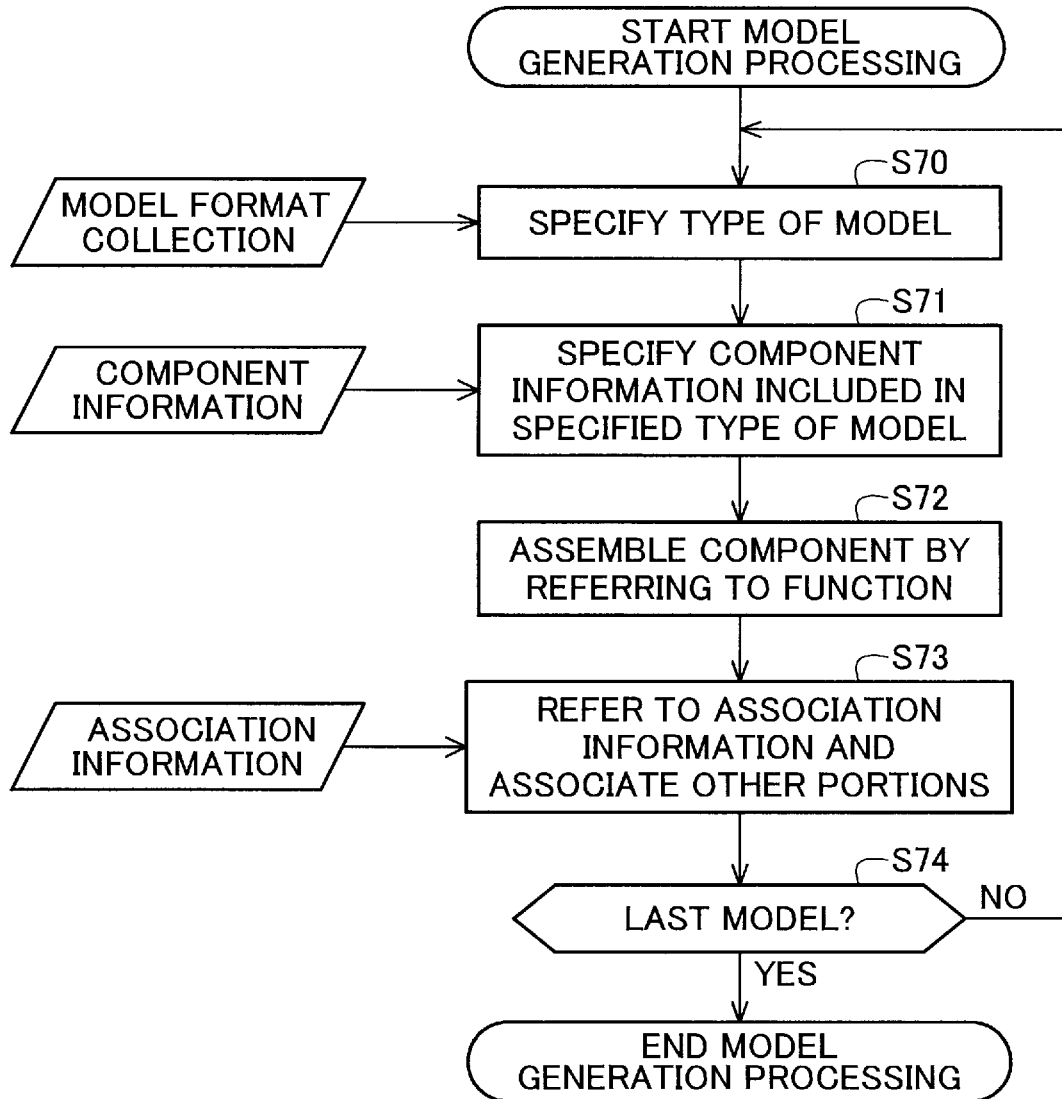 START MODEL
GENERATION PROCESSING
S70
MODEL FORMAT
COLLECTION
SPECIFY TYPE OF MODEL
S71
COMPONENT
INFORMATION
SPECIFY COMPONENT
INFORMATION INCLUDED IN
SPECIFIED TYPE OF MODEL
S72
ASSEMBLE COMPONENT BY
REFERRING TO FUNCTION
S73
ASSOCIATION
INFORMATION
REFER TO ASSOCIATION
INFORMATION AND
ASSOCIATE OTHER PORTIONS
S74
LAST MODEL?
NO
YES
END MODEL
GENERATION PROCESSING